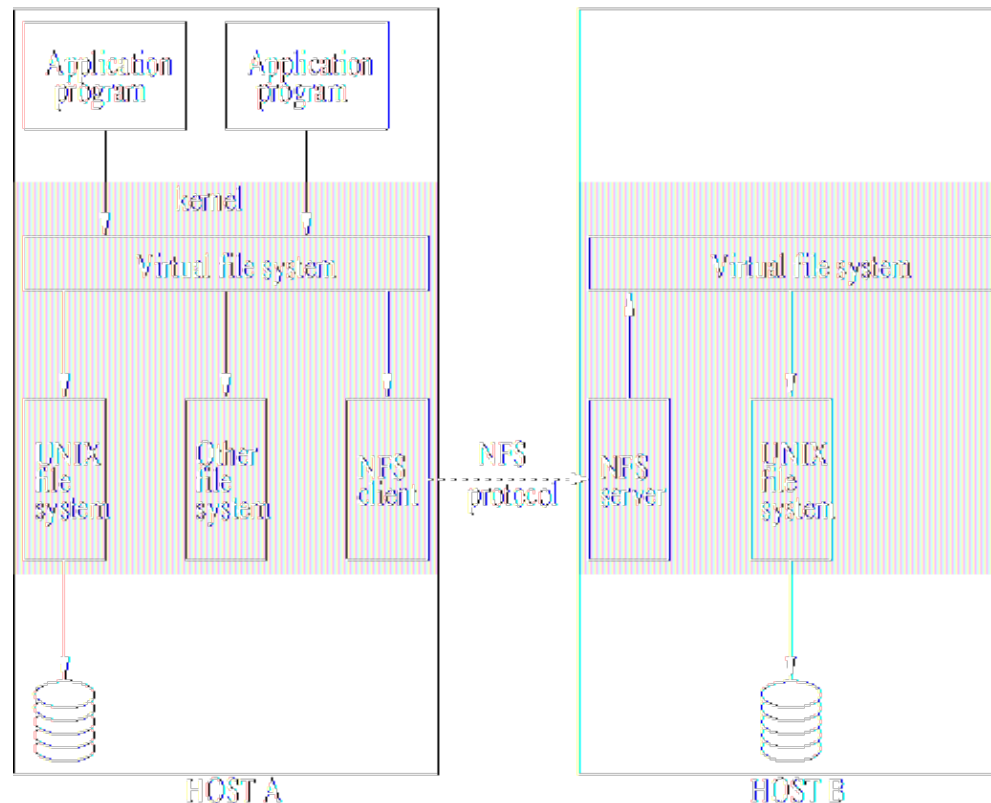 Application
program
Application
program
kernel
Virtual file system
Virtual file system
UNIX
file
system
Other
file
system
NFS
client
NFS
protocol
NFS
server
UNIX
file
system
HOST A
HOST B